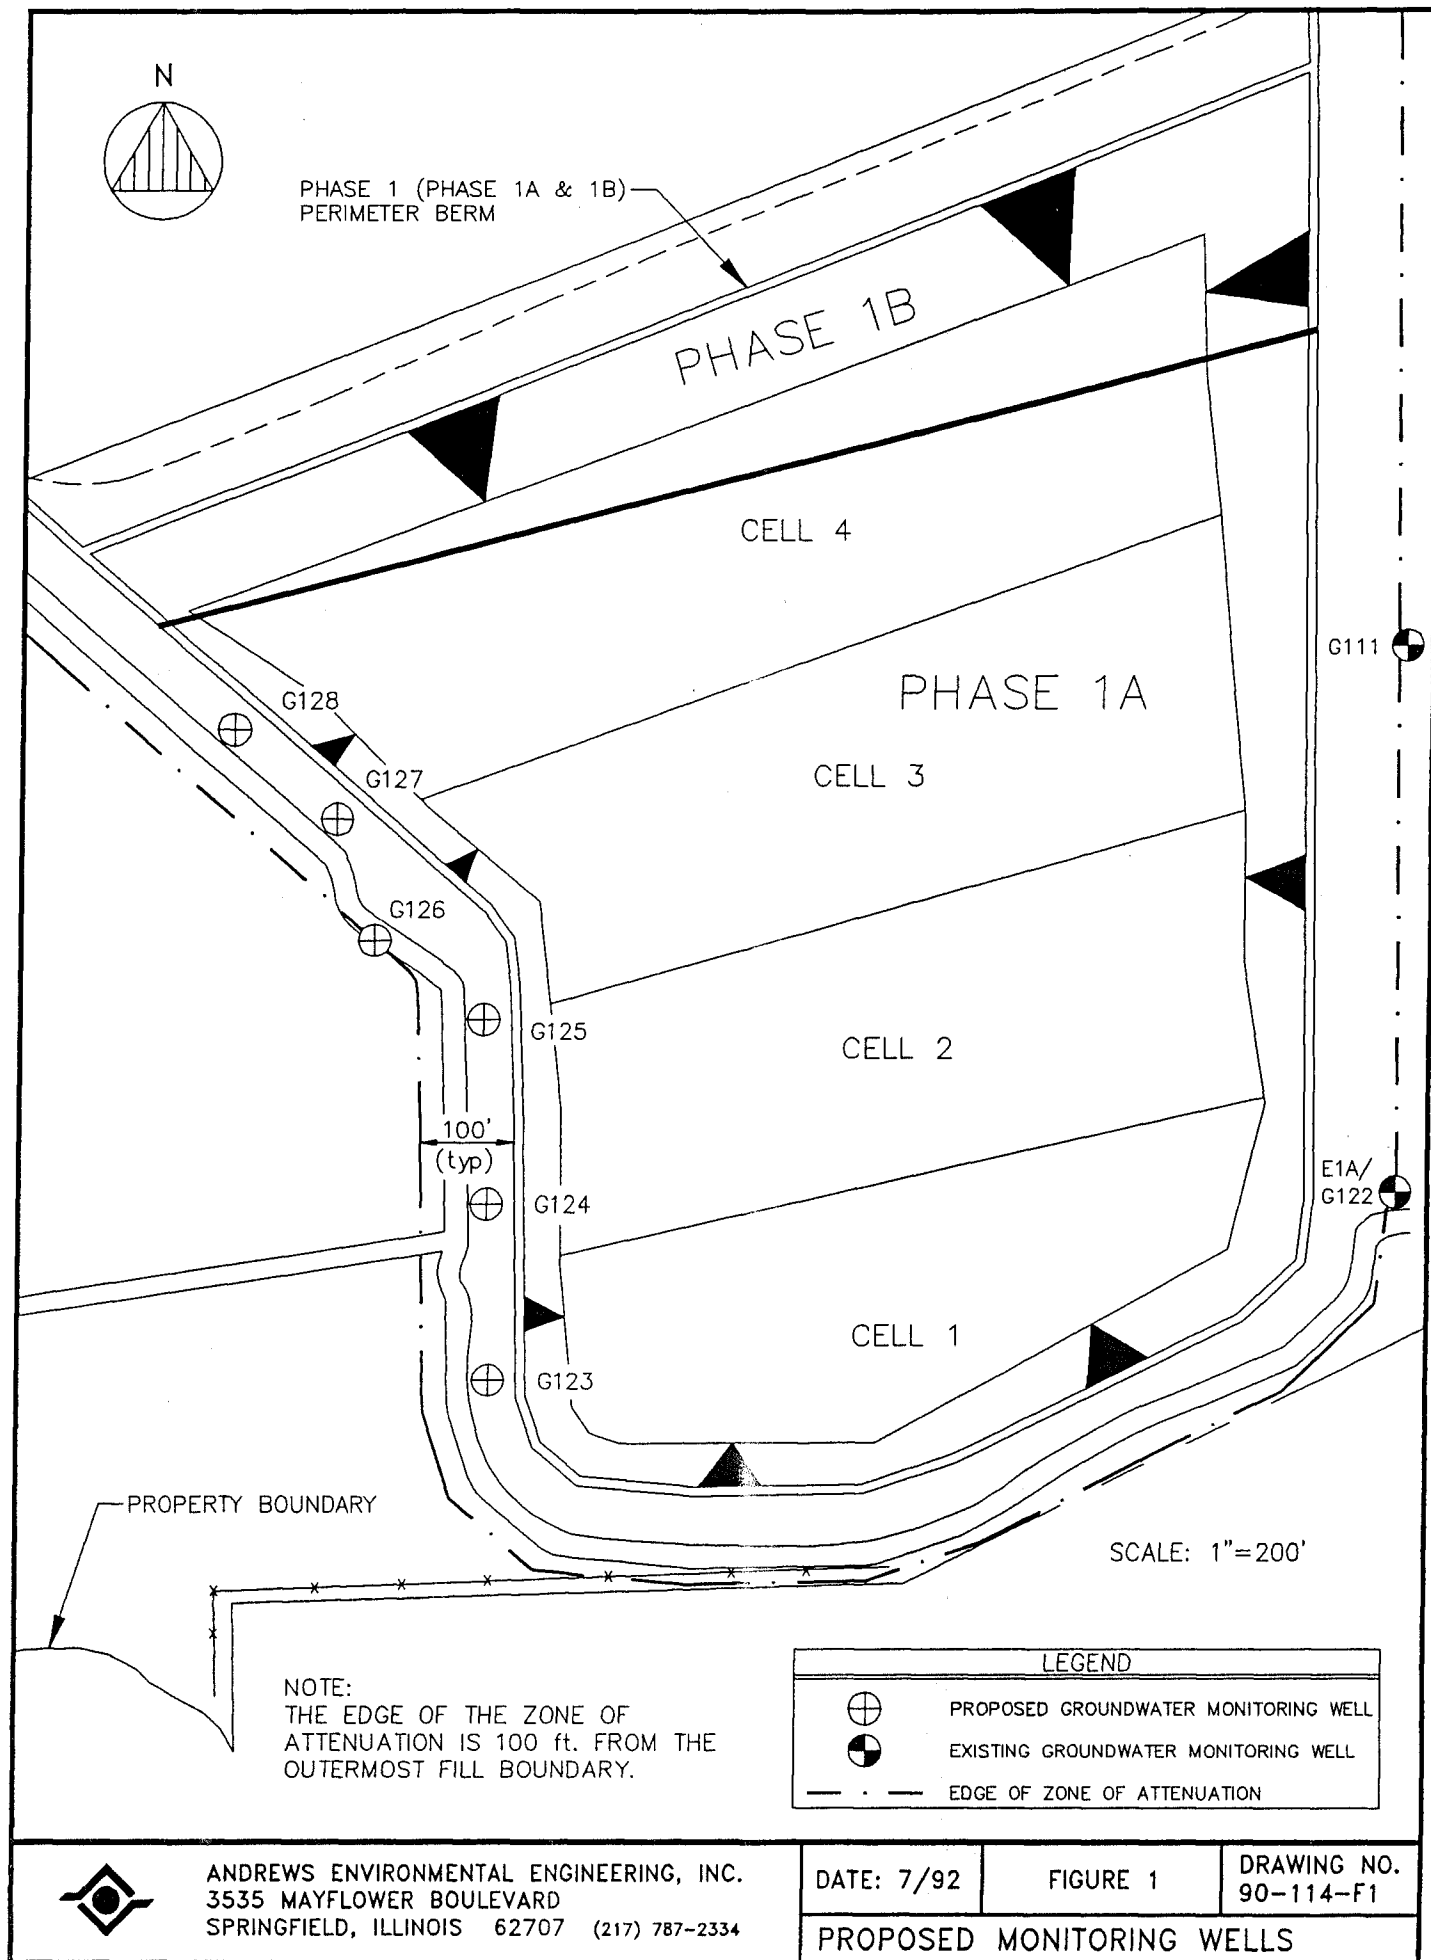 N
PHASE 1 (PHASE 1A & 1B)
PERIMETER BERM
PHASE 1B
CELL 4
G111
PHASE 1A
G128
G127
CELL 3
G126
G125
CELL 2
100'
(typ)
E1A/
G122
G124
CELL 1
G123
PROPERTY BOUNDARY
SCALE: 1"=200'
NOTE:
THE EDGE OF THE ZONE OF
ATTENUATION IS 100 ft. FROM THE
OUTERMOST FILL BOUNDARY.
LEGEND
PROPOSED GROUNDWATER MONITORING WELL
EXISTING GROUNDWATER MONITORING WELL
EDGE OF ZONE OF ATTENUATION
ANDREWS ENVIRONMENTAL ENGINEERING, INC.
3535 MAYFLOWER BOULEVARD
SPRINGFIELD, ILLINOIS 62707 (217) 787-2334
DATE: 7/92
FIGURE 1
DRAWING NO.
90-114-F1
PROPOSED MONITORING WELLS